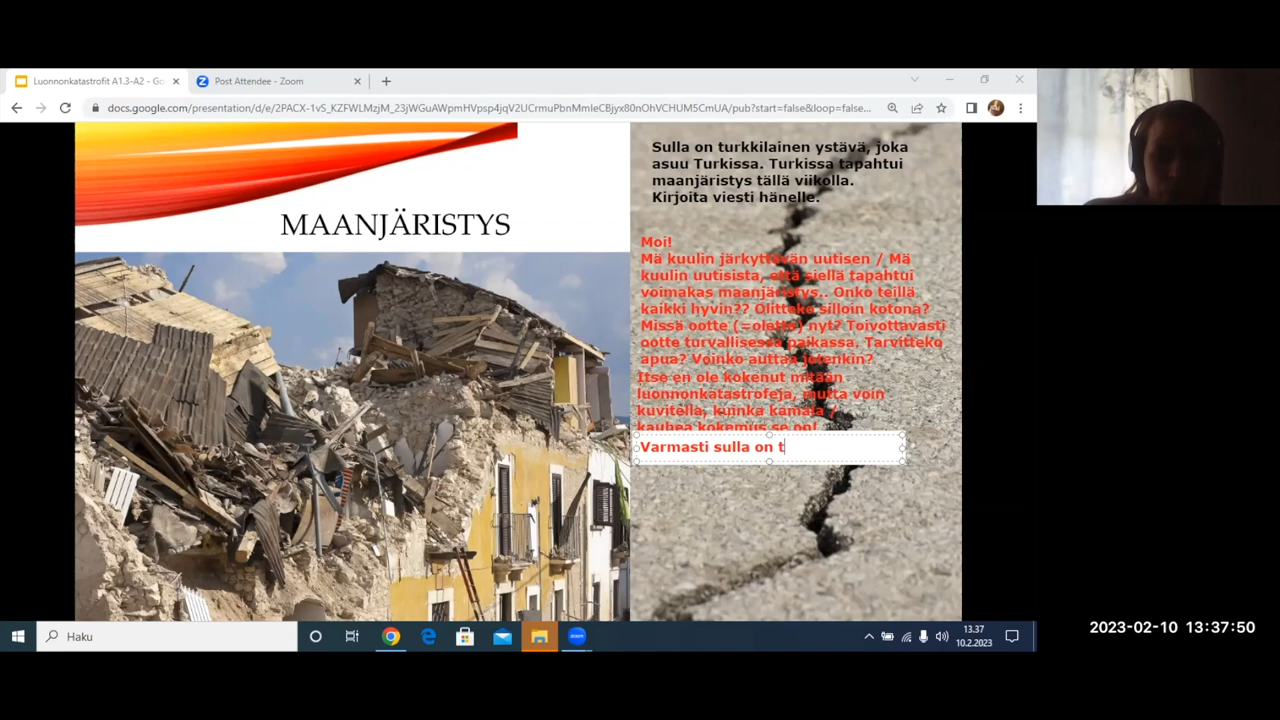 Luonnonkatastrofit A1.3-A2 - Go
Post Attendee - Zoom
docs.google.com/presentation/d/e/2PACX-1vS_KZFWLMzjM_23jWGuAWpmHVpsp4jqV2UCrmuPbnMmIeCBjyx80nOhVCHUM5CmUA/pub?start=false&loop=false...
Sulla on turkkilainen ystävä, joka
asuu Turkissa. Turkissa tapahtui
maanjäristys tällä viikolla.
Kirjoita viesti hänelle.
MAANJÄRISTYS
Moi!
Mä kuulin järkyttävän uutisen / Mä
kuulin uutisista, että siellä tapahtui
voimakas maanjäristys.. Onko teillä
kaikki hyvin?? Olitteko silloin kotona?
Missä ootte (=olette) nyt? Toivottavasti
ootte turvallisessa paikassa. Tarvitteko
apua? Voinko auttaa jotenkin?
Itse en ole kokenut mitään
luonnonkatastrofeja, mutta voin
kuvitella, kuinka kamala /
kauhea kokemus se on!
Varmasti sulla on t
Haku
zoom
13.37
10.2.2023
2023-02-10 13:37:50